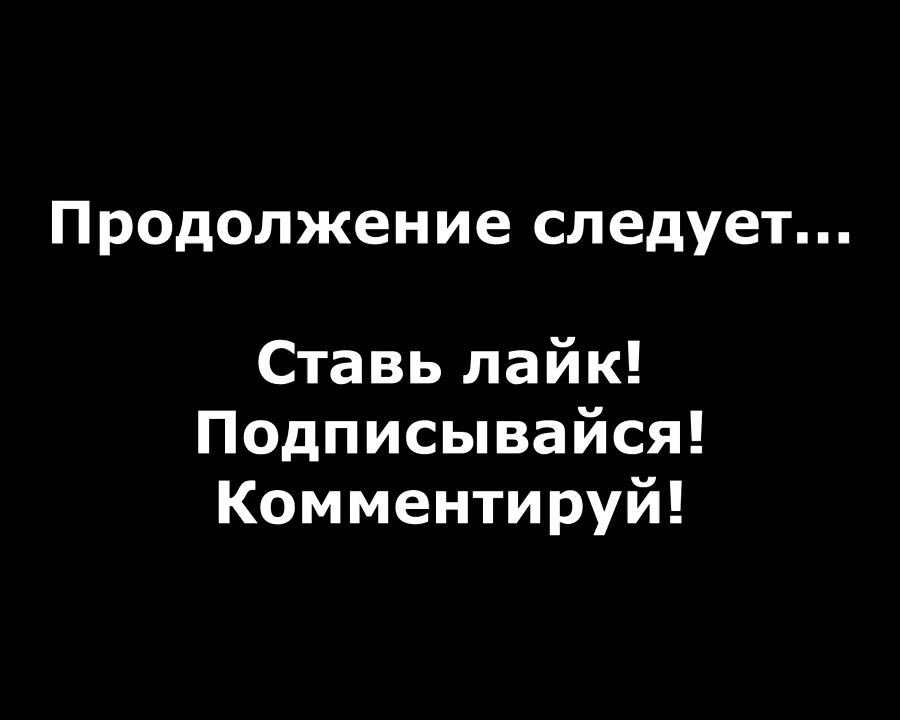 Продолжение следует...
Ставь лайк!
Подписывайся!
Комментируй!